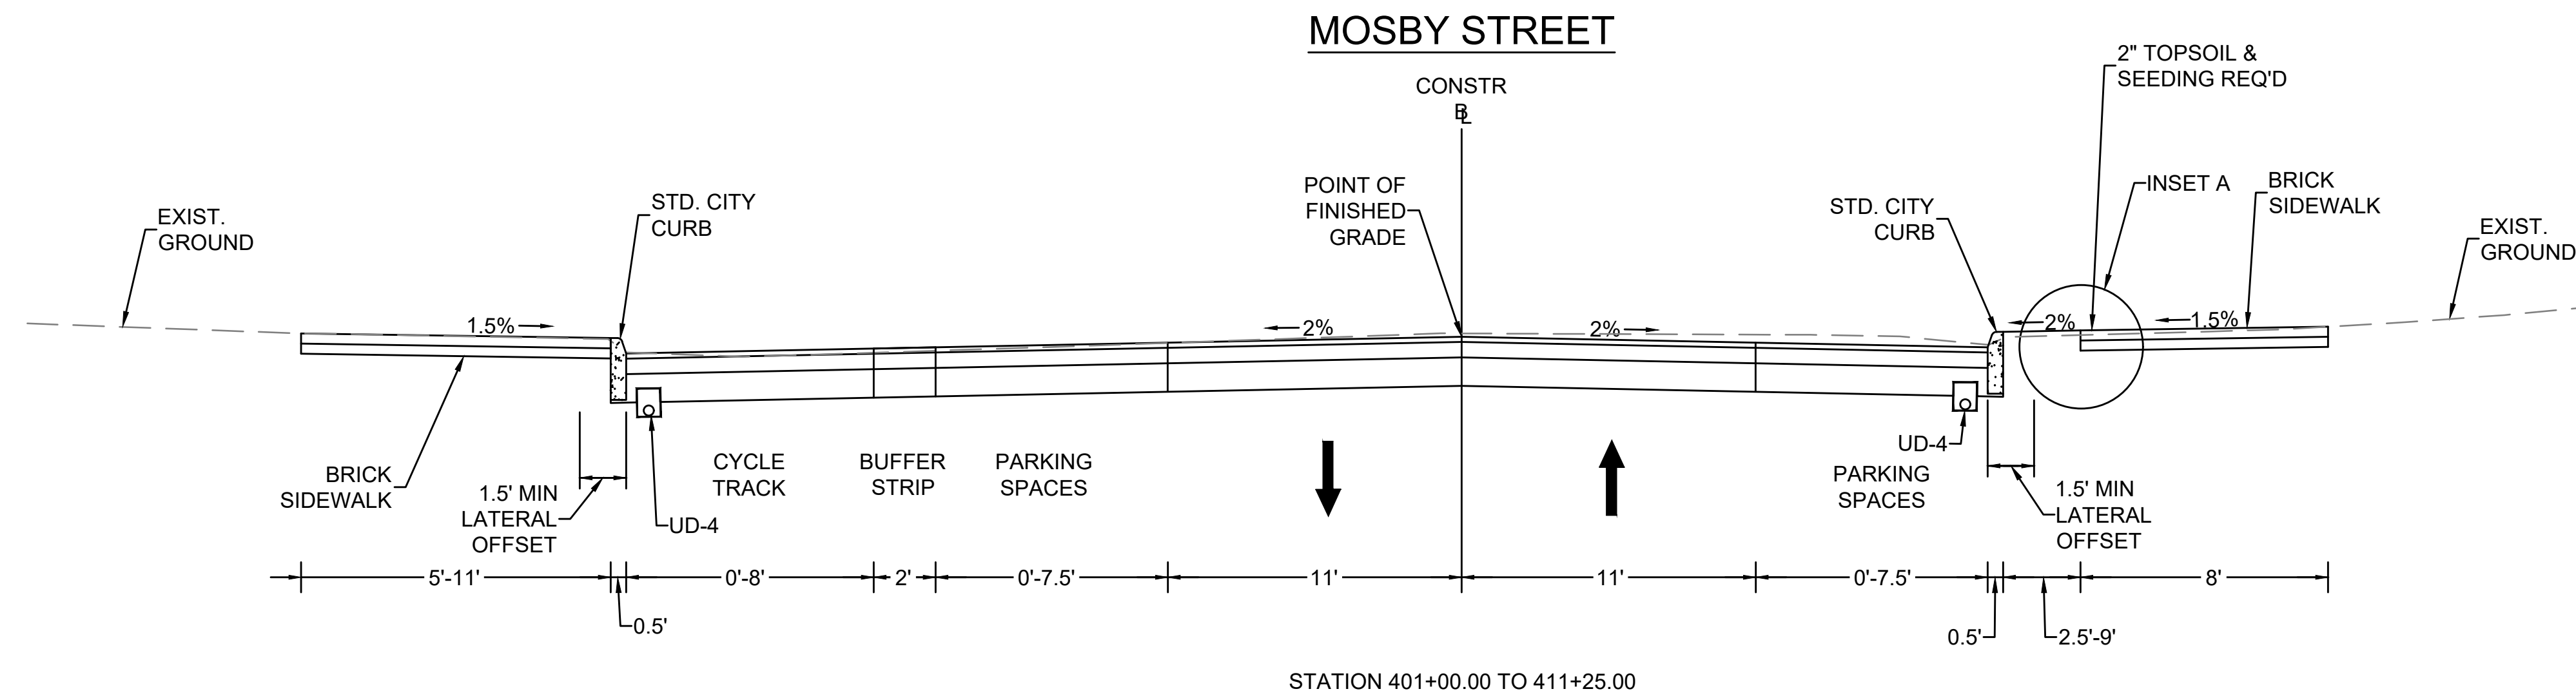 MOSBY STREET
CONSTR
BL
2" TOPSOIL &
SEEDING REQ'D
EXIST.
GROUND
STD. CITY
CURB
POINT OF
FINISHED
GRADE
STD. CITY
CURB
INSET A
BRICK
SIDEWALK
EXIST.
GROUND
1.5%
2%
2%
2%
1.5%
BRICK
SIDEWALK
1.5' MIN
LATERAL
OFFSET
UD-4
CYCLE
TRACK
BUFFER
STRIP
PARKING
SPACES
UD-4
PARKING
SPACES
1.5' MIN
LATERAL
OFFSET
5'-11'
0'-8'
2'
0'-7.5'
11'
11'
0'-7.5'
8'
0.5'
0.5'
2.5'-9'
STATION 401+00.00 TO 411+25.00